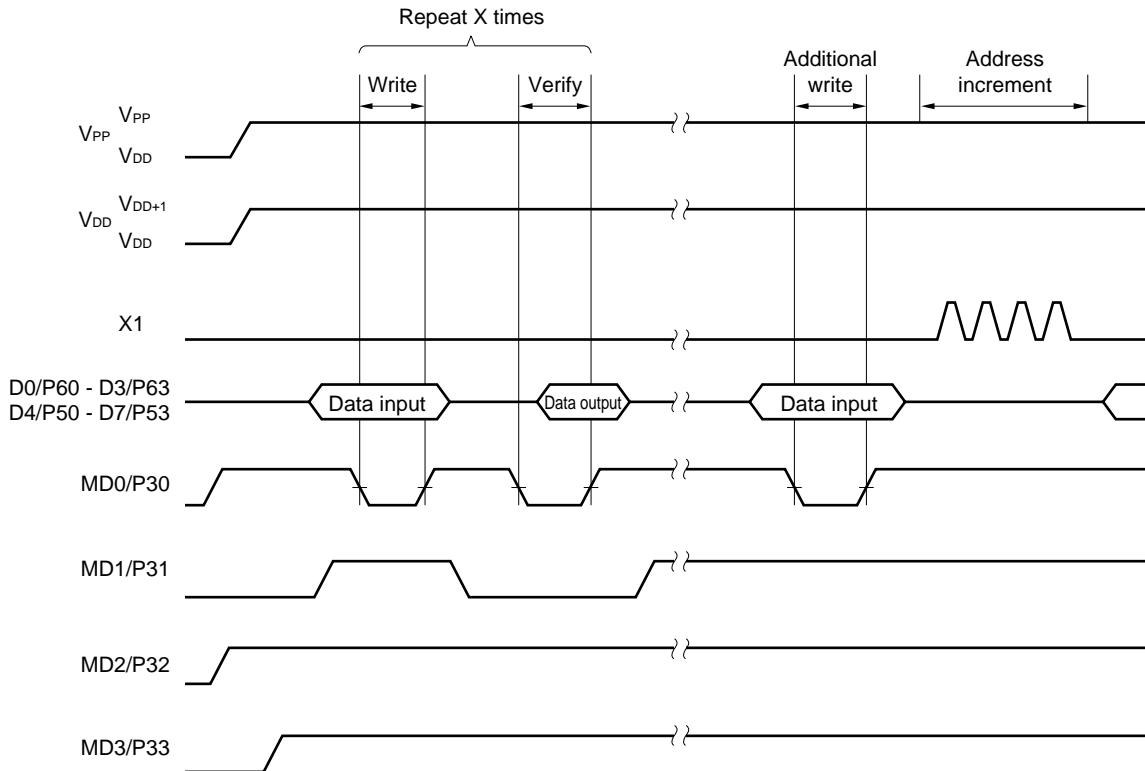 Repeat X times
Write
Verify
Additional
write
Address
increment
VPP
VPP
VDD
VDD+1
VDD
VDD
X1
D0/P60 - D3/P63
D4/P50 - D7/P53
Data input
Data output
Data input
MD0/P30
MD1/P31
MD2/P32
MD3/P33